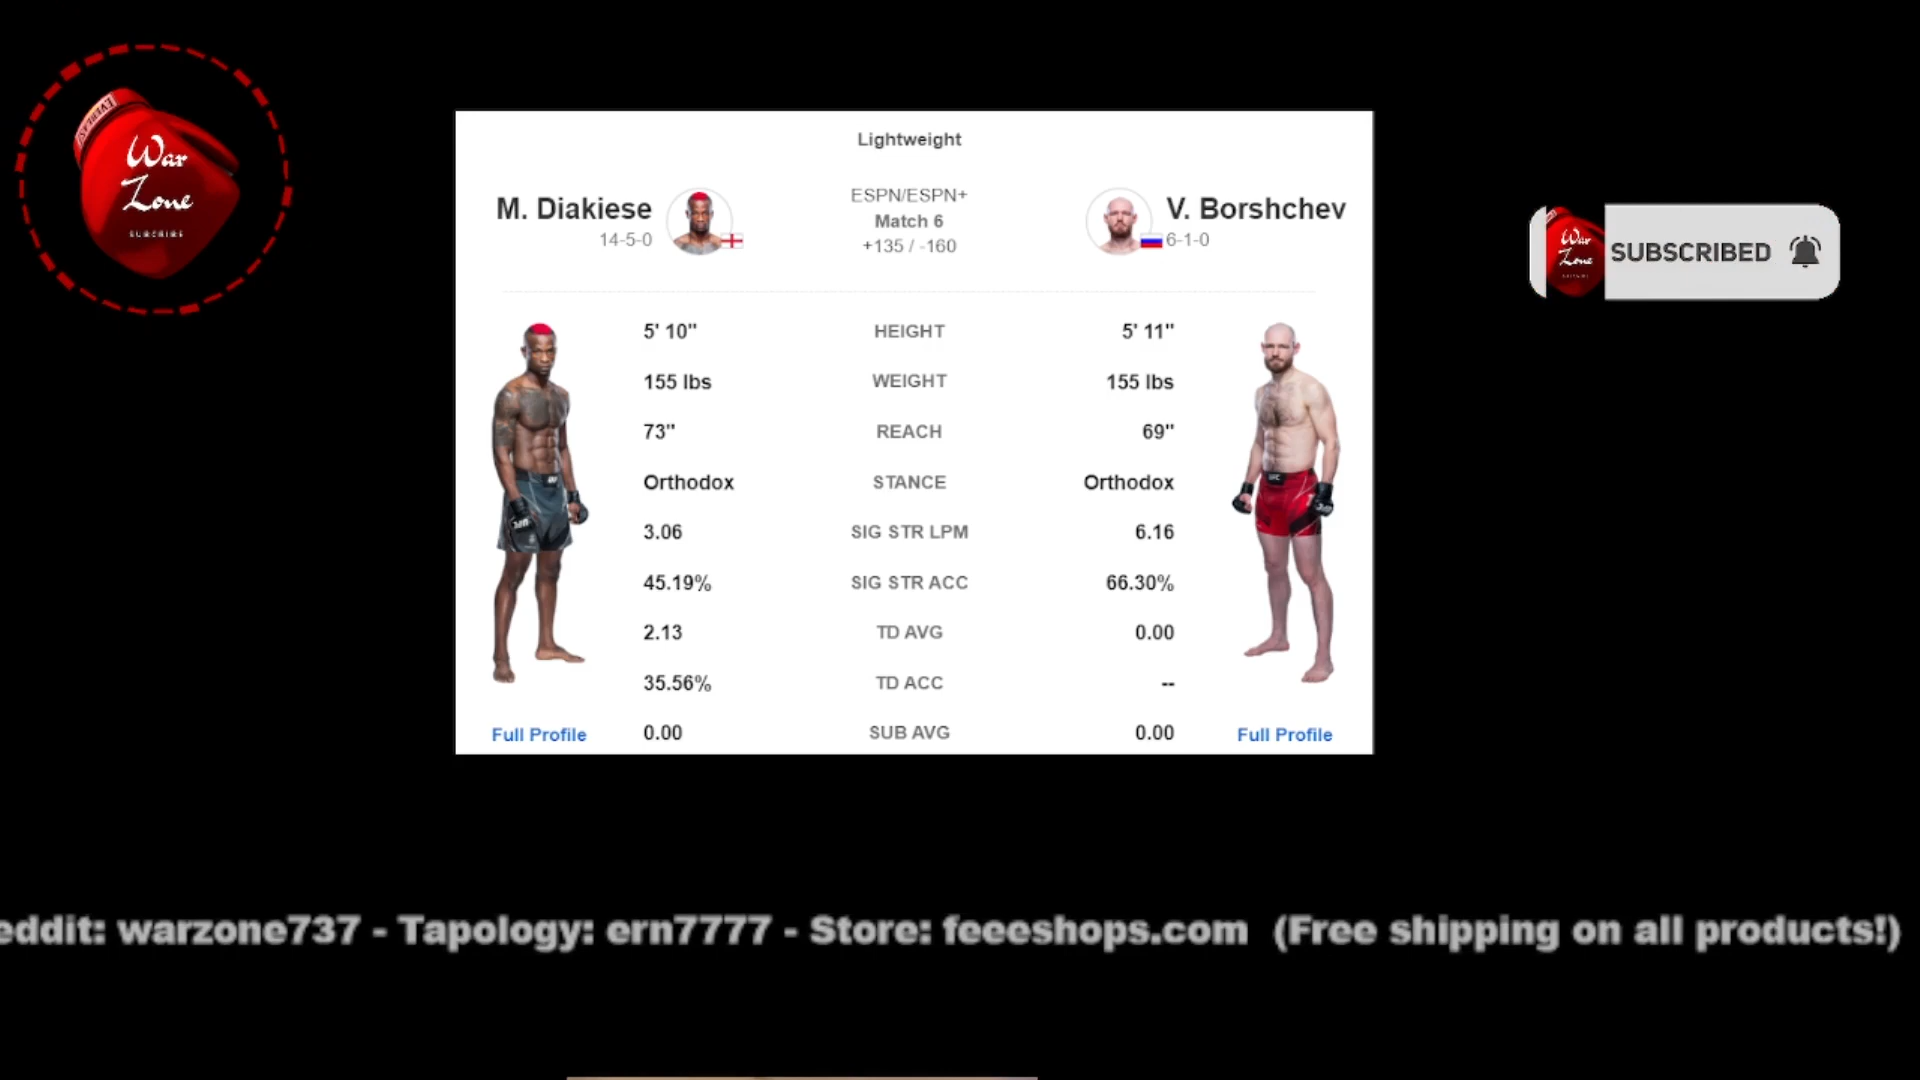 EVERLAST
War
Zone
SUBCRIBE
Lightweight
M. Diakiese
14-5-0
ESPN/ESPN+
Match 6
+135 / -160
V. Borshchev
6-1-0
War
Zone
SUBSCRIBED
5' 10" HEIGHT 5' 11"
155 lbs WEIGHT 155 lbs
73" REACH 69"
Orthodox STANCE Orthodox
3.06 SIG STR LPM 6.16
45.19% SIG STR ACC 66.30%
2.13 TD AVG 0.00
35.56% TD ACC --
0.00 SUB AVG 0.00
Full Profile Full Profile
eddit: warzone737 - Tapology: ern7777 - Store: feeeshops.com (Free shipping on all products!)